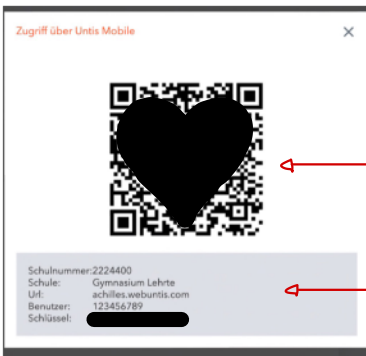 Zugriff über Untis Mobile
Schulnummer:2224400
Schule: Gymnasium Lehrte
Url: achilles.webuntis.com
Benutzer: 123456789
Schlüssel: